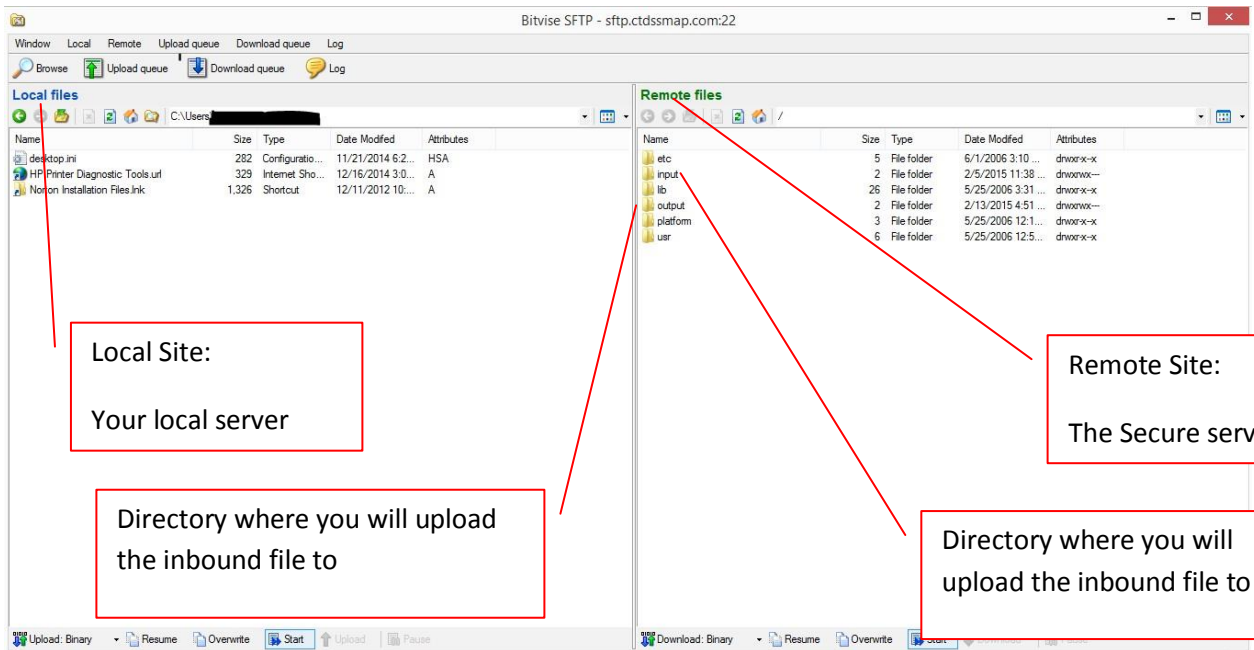 Bitvise SFTP - sftp.ctdssmap.com:22
Window Local Remote Upload queue Download queue Log
Browse Upload queue Download queue Log
Local files
C:\Users
Name Size Type Date Modified Attributes
desktop.ini 282 Configuratio... 11/21/2014 6:2... HSA
HP Printer Diagnostic Tools.url 329 Internet Sho... 12/16/2014 3:0... A
Norton Installation Files.lnk 1,326 Shortcut 12/11/2012 10:... A
Local Site:
Your local server
Directory where you will upload
the inbound file to
Upload: Binary Resume Overwrite Start Upload Pause
Remote files
/
Name Size Type Date Modified Attributes
etc 5 File folder 6/1/2006 3:10 ... drwxr-x--x
input 2 File folder 2/5/2015 11:38 ... drwxrwx---
lib 26 File folder 5/25/2006 3:31 ... drwxr-x--x
output 2 File folder 2/13/2015 4:51 ... drwxrwx---
platform 3 File folder 5/25/2006 12:1... drwxr-x--x
usr 6 File folder 5/25/2006 12:5... drwxr-x--x
Remote Site:
The Secure serv
Directory where you will
upload the inbound file to
Download: Binary Resume Overwrite Start